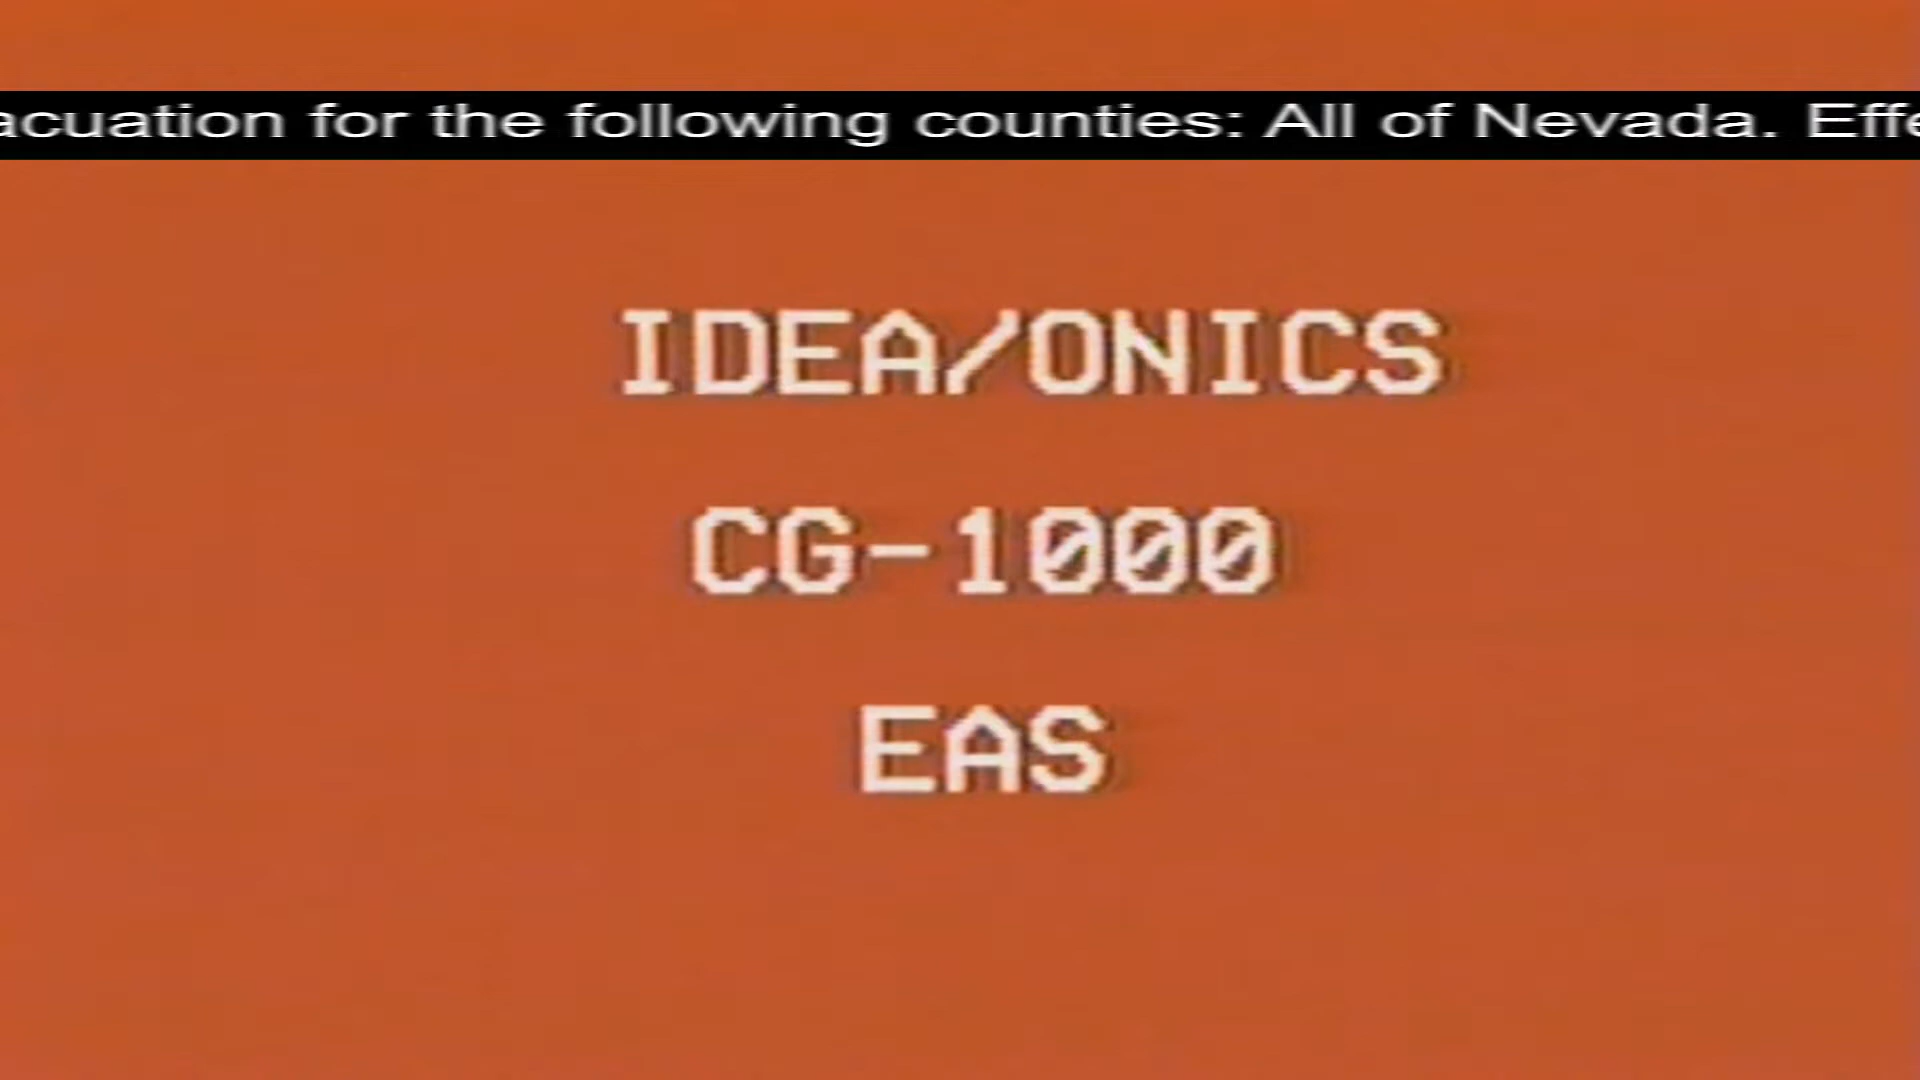 acuation for the following counties: All of Nevada. Effe
IDEA/ONICS
CG-1000
EAS